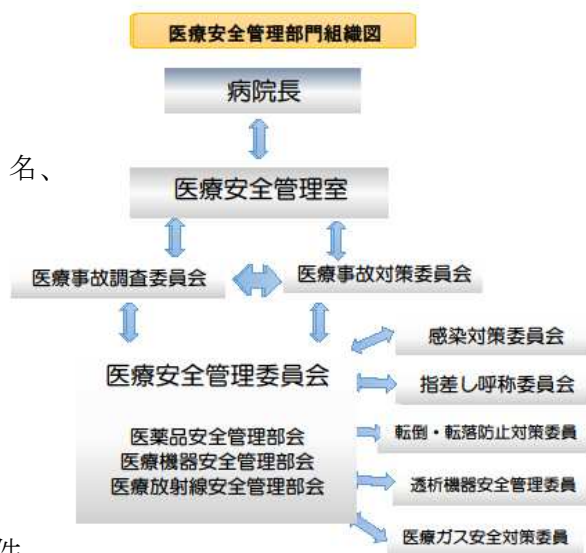 医療安全管理部門組織図
病院長
名、
医療安全管理室
医療事故調査委員会
医療事故対策委員会
医療安全管理委員会
医薬品安全管理部会
医療機器安全管理部会
医療放射線安全管理部会
感染対策委員会
指差し呼称委員会
転倒・転落防止対策委員
透析機器安全管理委員
医療ガス安全対策委員